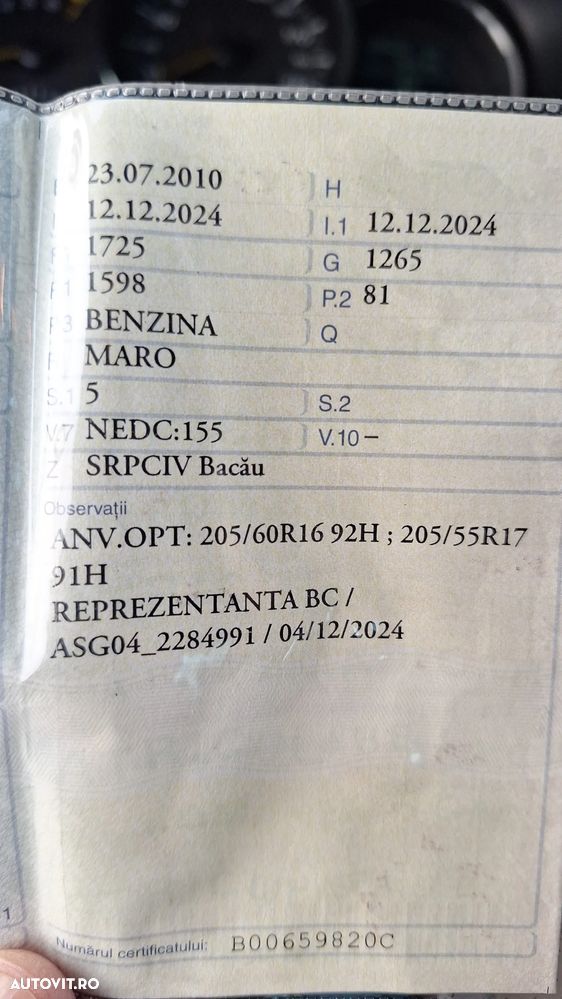 23.07.2010 H
12.12.2024 I.1 12.12.2024
1725 G 1265
1598 P.2 81
BENZINA Q
MARO
S.1 5 S.2
V.7 NEDC:155 V.10 –
Z SRPCIV Bacău
Observații
ANV.OPT: 205/60R16 92H ; 205/55R17
91H
REPREZENTANTA BC /
ASG04_2284991 / 04/12/2024
1
Numărul certificatului: B00659820C
AUTOVIT.RO